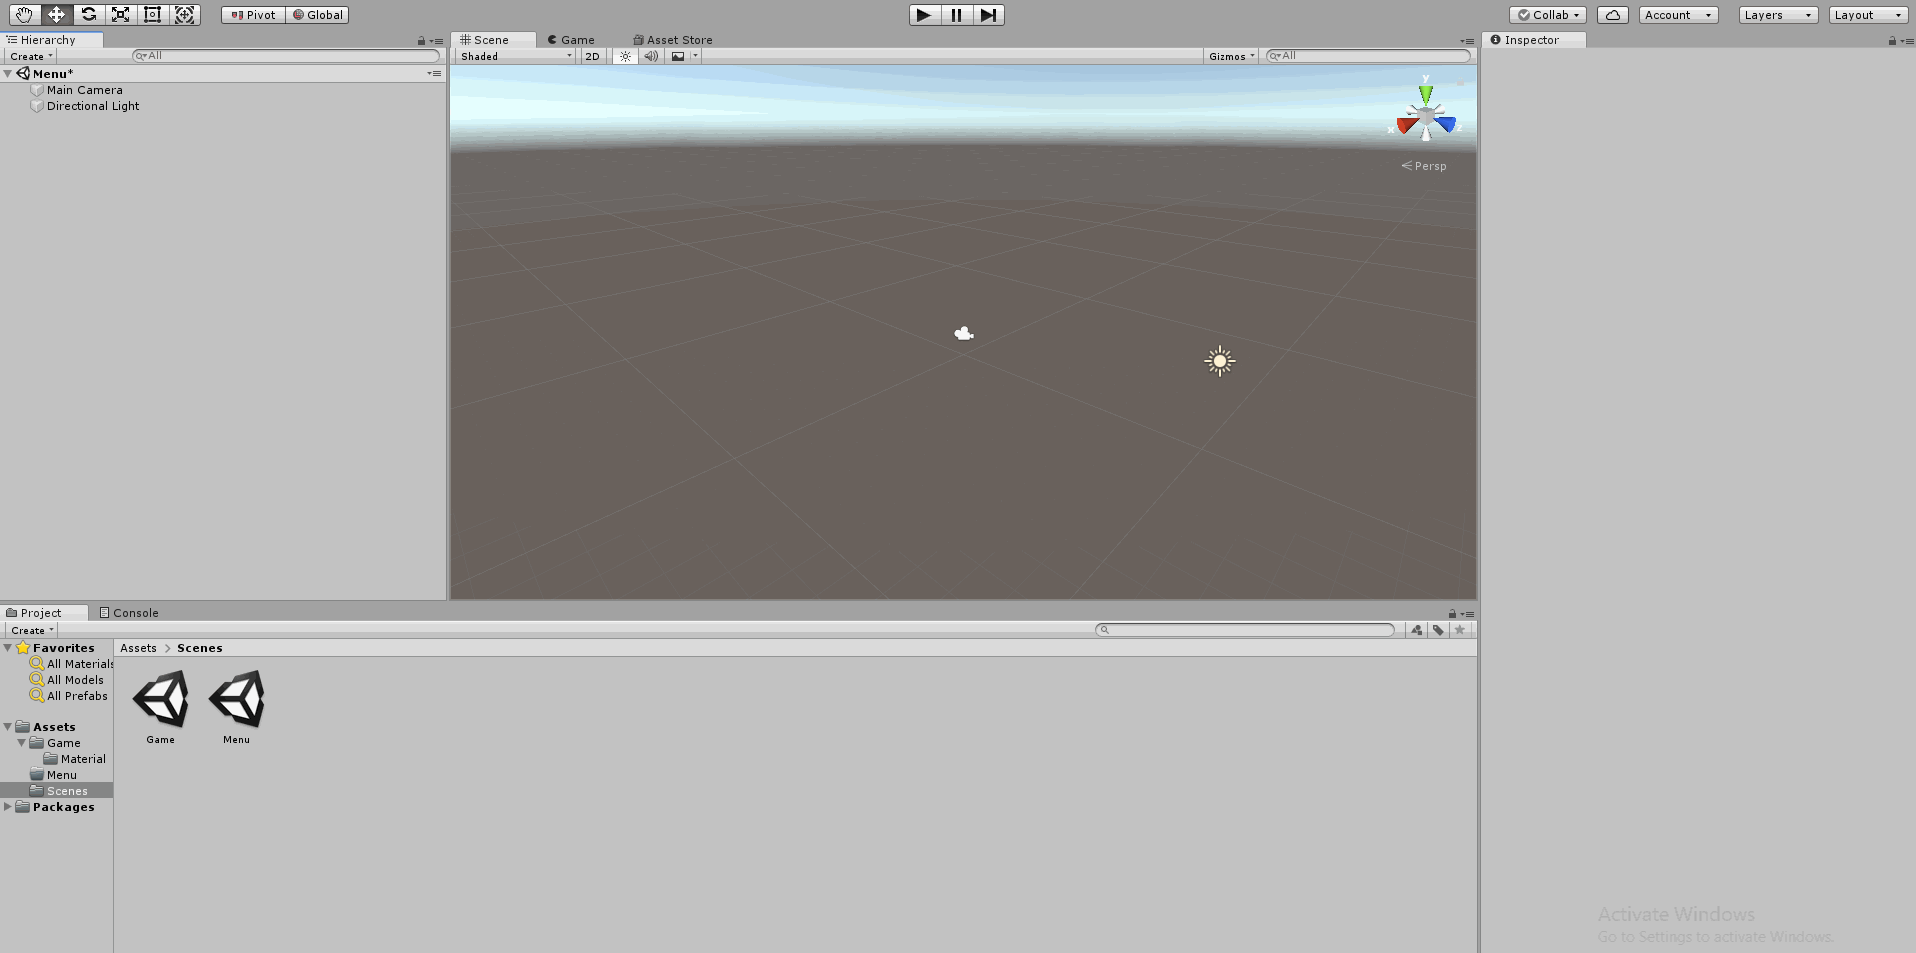 Pivot Global Collab Account Layers Layout
Hierarchy Scene Game Asset Store Inspector
Create All Shaded 2D Gizmos All
Menu*
Main Camera
Directional Light
y
x z
Persp
Project Console
Create
Favorites
All Materials
All Models
All Prefabs
Assets
Game
Material
Menu
Scenes
Packages
Assets > Scenes
Game Menu
Activate Windows
Go to Settings to activate Windows.